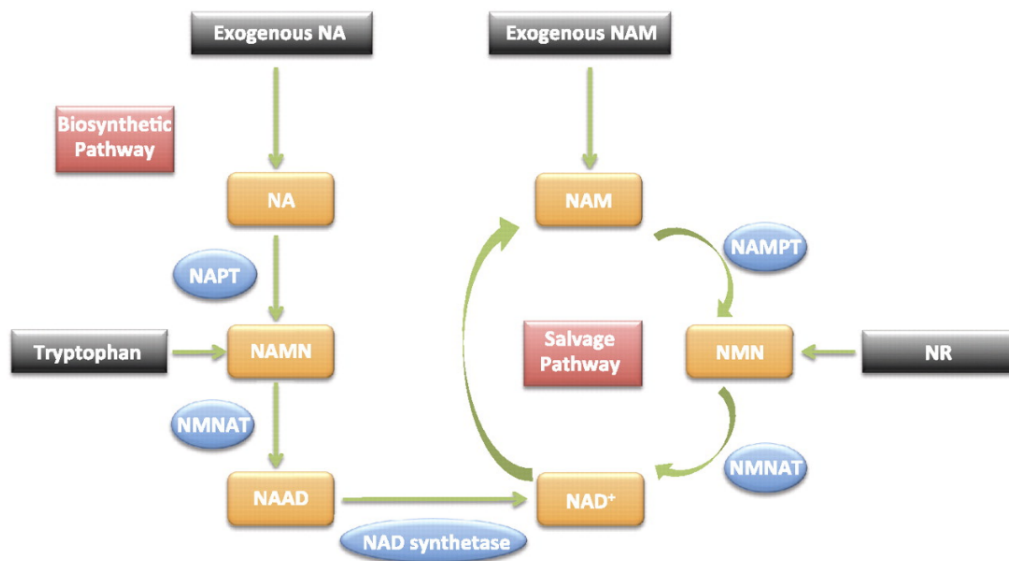 Exogenous NA
Exogenous NAM
Biosynthetic
Pathway
NA
NAM
NAPT
NAMPT
Tryptophan
NAMN
Salvage
Pathway
NMN
NR
NMNAT
NMNAT
NAAD
NAD⁺
NAD synthetase